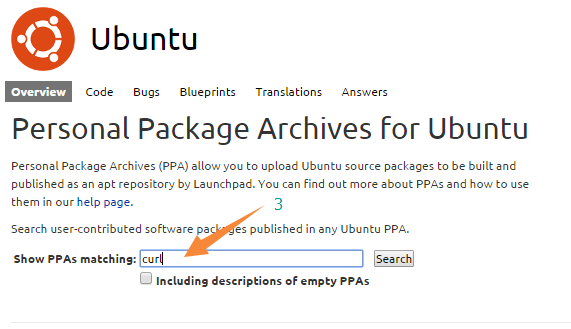 Ubuntu
Overview Code Bugs Blueprints Translations Answers
Personal Package Archives for Ubuntu
Personal Package Archives (PPA) allow you to upload Ubuntu source packages to be built and
published as an apt repository by Launchpad. You can find out more about PPAs and how to use
them in our help page.
3
Search user-contributed software packages published in any Ubuntu PPA.
Show PPAs matching: curl Search
Including descriptions of empty PPAs